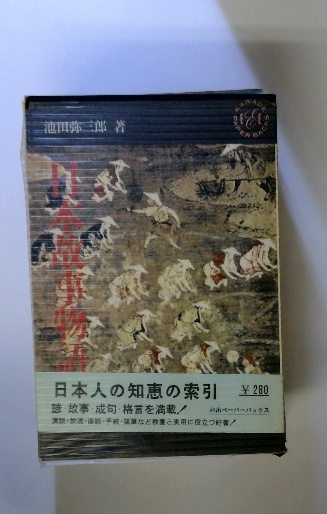 池田弥三郎 著
KAWADE PAPER BACKS
日本故事物語
日本人の知恵の索引
¥280
諺・故事・成句・格言を満載!
河出ペーパーバックス
演説・放送・座談・手紙・随筆など教養と実用に役立つ好著!